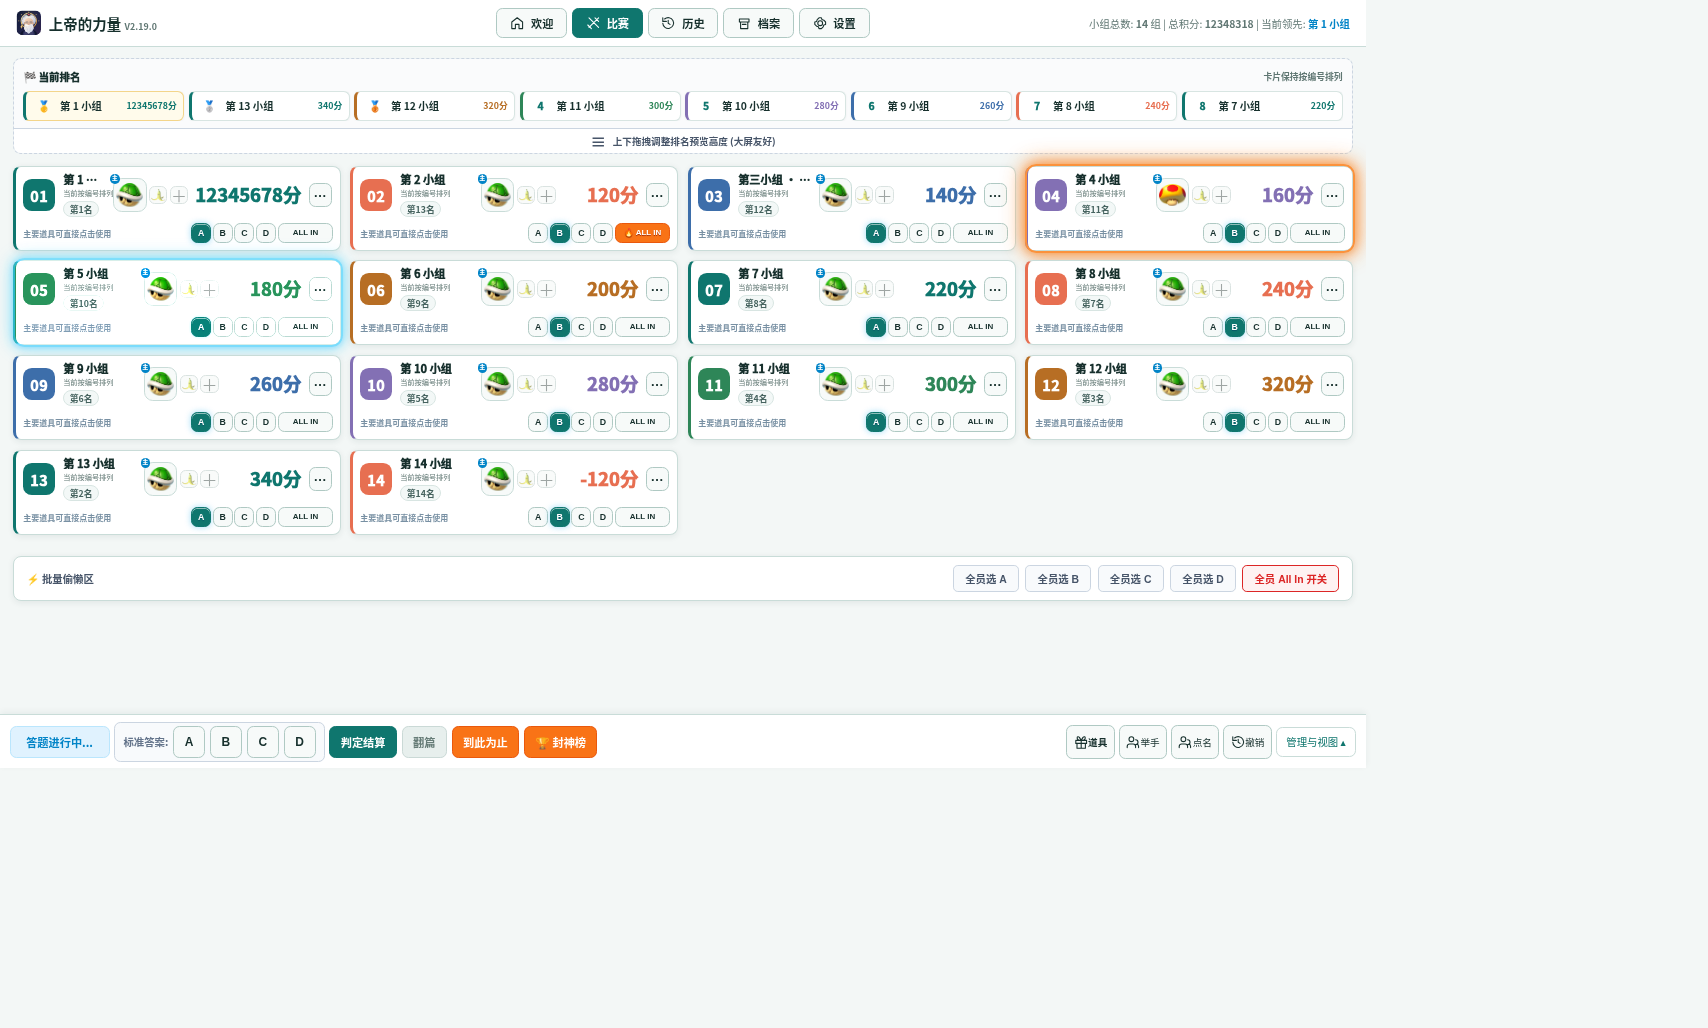 上帝的力量 V2.19.0
欢迎
比赛
历史
档案
设置
小组总数: 14 组 | 总积分: 12348318 | 当前领先: 第 1 小组
当前排名
卡片保持按编号排列
第 1 小组 12345678分
第 13 小组 340分
第 12 小组 320分
4 第 11 小组 300分
5 第 10 小组 280分
6 第 9 小组 260分
7 第 8 小组 240分
8 第 7 小组 220分
上下拖拽调整排名预览高度 (大屏友好)
01 第 1 ··· 主 12345678分 ···
当前按编号排列
第1名
主要道具可直接点击使用 A B C D ALL IN
02 第 2 小组 主 120分 ···
当前按编号排列
第13名
主要道具可直接点击使用 A B C D ALL IN
03 第三小组 · ··· 主 140分 ···
当前按编号排列
第12名
主要道具可直接点击使用 A B C D ALL IN
04 第 4 小组 主 160分 ···
当前按编号排列
第11名
主要道具可直接点击使用 A B C D ALL IN
05 第 5 小组 主 180分 ···
当前按编号排列
第10名
主要道具可直接点击使用 A B C D ALL IN
06 第 6 小组 主 200分 ···
当前按编号排列
第9名
主要道具可直接点击使用 A B C D ALL IN
07 第 7 小组 主 220分 ···
当前按编号排列
第8名
主要道具可直接点击使用 A B C D ALL IN
08 第 8 小组 主 240分 ···
当前按编号排列
第7名
主要道具可直接点击使用 A B C D ALL IN
09 第 9 小组 主 260分 ···
当前按编号排列
第6名
主要道具可直接点击使用 A B C D ALL IN
10 第 10 小组 主 280分 ···
当前按编号排列
第5名
主要道具可直接点击使用 A B C D ALL IN
11 第 11 小组 主 300分 ···
当前按编号排列
第4名
主要道具可直接点击使用 A B C D ALL IN
12 第 12 小组 主 320分 ···
当前按编号排列
第3名
主要道具可直接点击使用 A B C D ALL IN
13 第 13 小组 主 340分 ···
当前按编号排列
第2名
主要道具可直接点击使用 A B C D ALL IN
14 第 14 小组 主 -120分 ···
当前按编号排列
第14名
主要道具可直接点击使用 A B C D ALL IN
批量偷懒区
全员选 A
全员选 B
全员选 C
全员选 D
全员 All In 开关
答题进行中...
标准答案: A B C D
判定结算
翻篇
到此为止
封神榜
道具
举手
点名
撤销
管理与视图 ▴